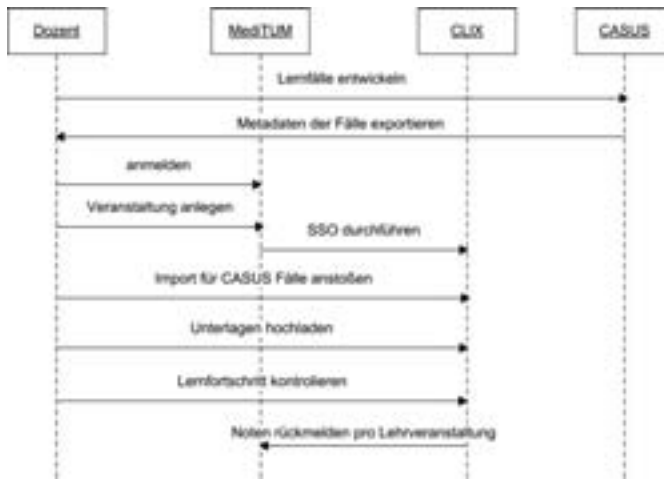 Dozent
MediTUM
CLIX
CASUS
Lernfälle entwickeln
Metadaten der Fälle exportieren
anmelden
Veranstaltung anlegen
SSO durchführen
Import für CASUS Fälle anstoßen
Unterlagen hochladen
Lernfortschritt kontrolieren
Noten rückmelden pro Lehrveranstaltung